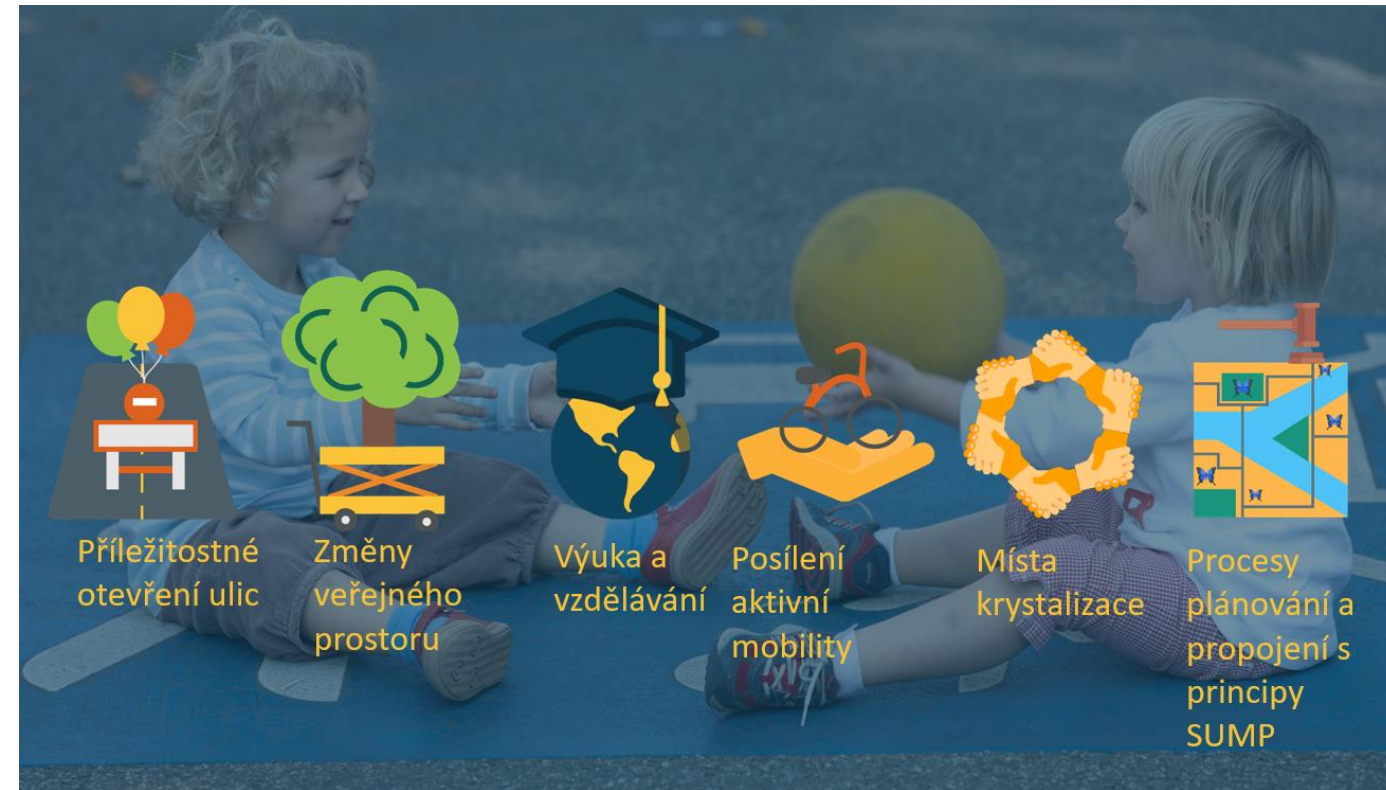 Příležitostné
otevření ulic
Změny
veřejného
prostoru
Výuka a
vzdělávání
Posílení
aktivní
mobility
Místa
krystalizace
Procesy
plánování a
propojení s
principy
SUMP